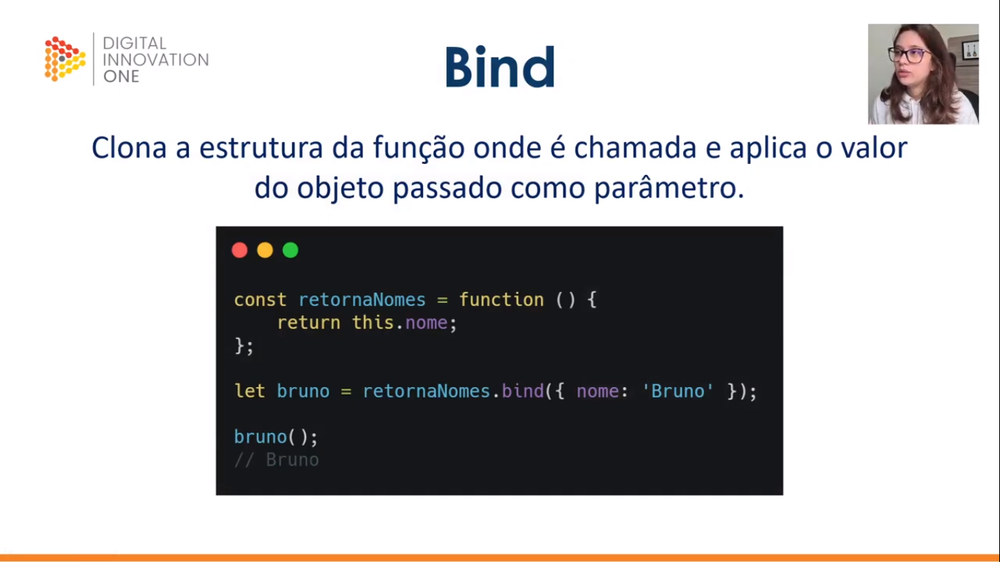 DIGITAL
INNOVATION
ONE
Bind
Clona a estrutura da função onde é chamada e aplica o valor
do objeto passado como parâmetro.
const retornaNomes = function () {
    return this.nome;
};
let bruno = retornaNomes.bind({ nome: 'Bruno' });
bruno();
// Bruno